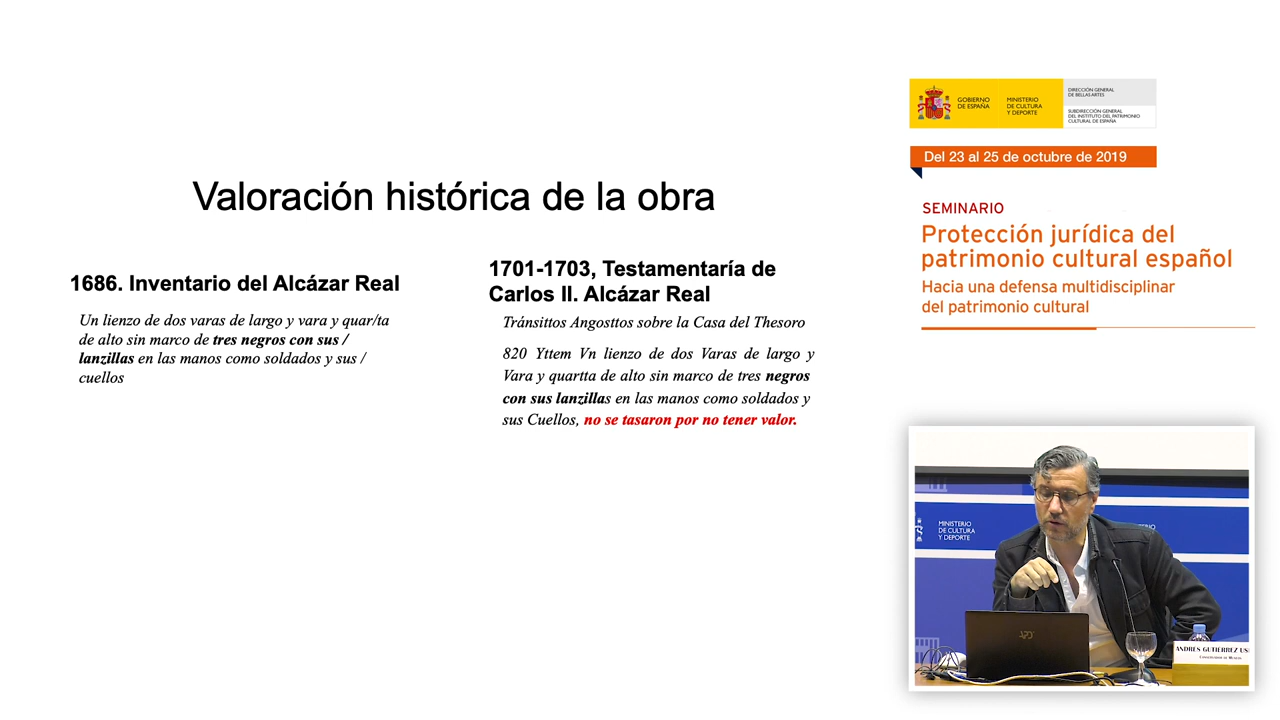 Valoración histórica de la obra
1686. Inventario del Alcázar Real
Un lienzo de dos varas de largo y vara y quar/ta
de alto sin marco de tres negros con sus /
lanzillas en las manos como soldados y sus /
cuellos
1701-1703, Testamentaría de
Carlos II. Alcázar Real
Tránsittos Angosttos sobre la Casa del Thesoro
820 Yttem Vn lienzo de dos Varas de largo y
Vara y quartta de alto sin marco de tres negros
con sus lanzillas en las manos como soldados y
sus Cuellos, no se tasaron por no tener valor.
GOBIERNO
DE ESPAÑA
MINISTERIO
DE CULTURA
Y DEPORTE
DIRECCIÓN GENERAL
DE BELLAS ARTES
SUBDIRECCIÓN GENERAL
DEL INSTITUTO DEL PATRIMONIO
CULTURAL DE ESPAÑA
Del 23 al 25 de octubre de 2019
SEMINARIO
Protección jurídica del
patrimonio cultural español
Hacia una defensa multidisciplinar
del patrimonio cultural
MINISTERIO
DE CULTURA
Y DEPORTE
ANDRÉS GUTIÉRREZ US